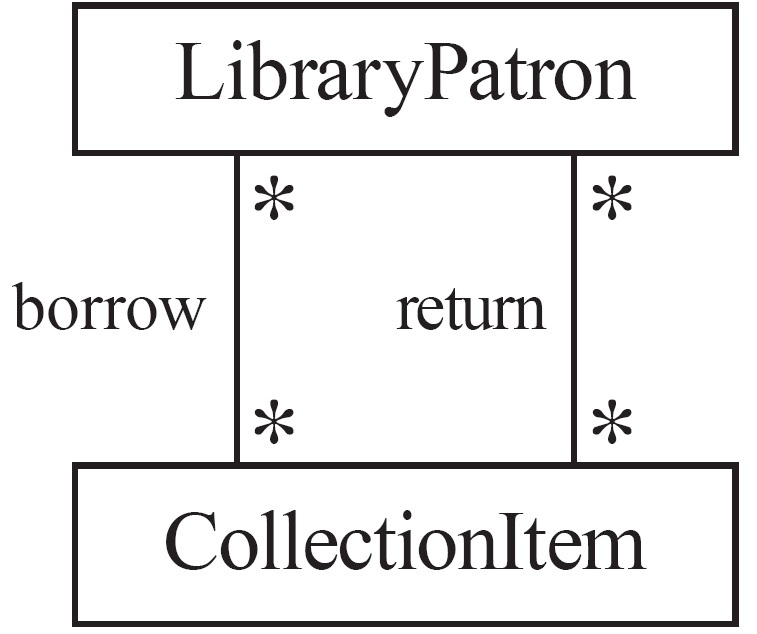 LibraryPatron
* *
borrow return
* *
CollectionItem